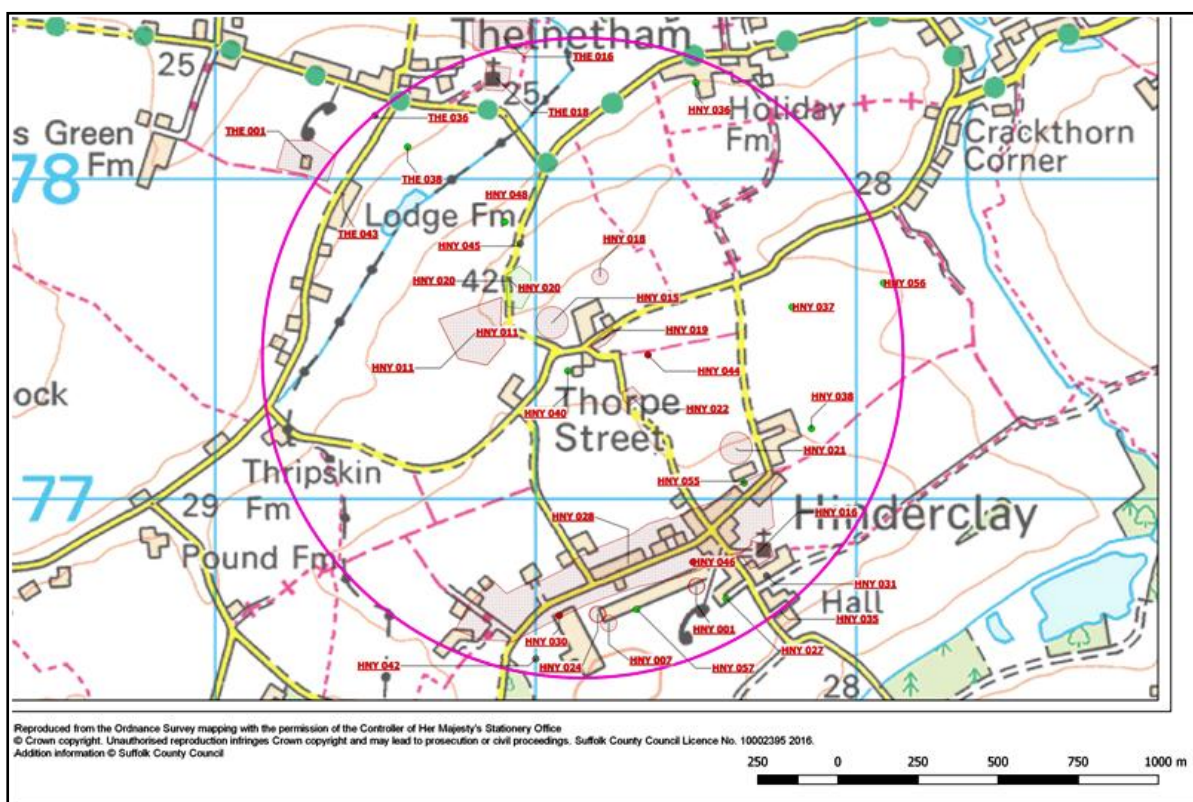 Thelnetham
THE 016
25
25
THE 036
THE 018
HNY 036
Holiday
Fm
THE 001
s Green
Fm
Crackthorn
Corner
78
THE 038
28
HNY 048
Lodge Fm
THE 043
HNY 045
HNY 018
HNY 020
42
HNY 020
HNY 056
HNY 015
HNY 037
HNY 011
HNY 019
HNY 011
HNY 044
ock
HNY 040
Thorpe
Street
HNY 022
HNY 038
HNY 021
Thripskin
Fm
HNY 055
77
29
HNY 028
Hinderclay
HNY 016
Pound Fm
HNY 046
HNY 031
Hall
HNY 035
HNY 030
HNY 001
HNY 027
HNY 042
HNY 024
HNY 007
HNY 057
28
Reproduced from the Ordnance Survey mapping with the permission of the Controller of Her Majesty's Stationery Office
© Crown copyright. Unauthorised reproduction infringes Crown copyright and may lead to prosecution or civil proceedings. Suffolk County Council Licence No. 10002395 2016.
Addition information © Suffolk County Council
250 0 250 500 750 1000 m